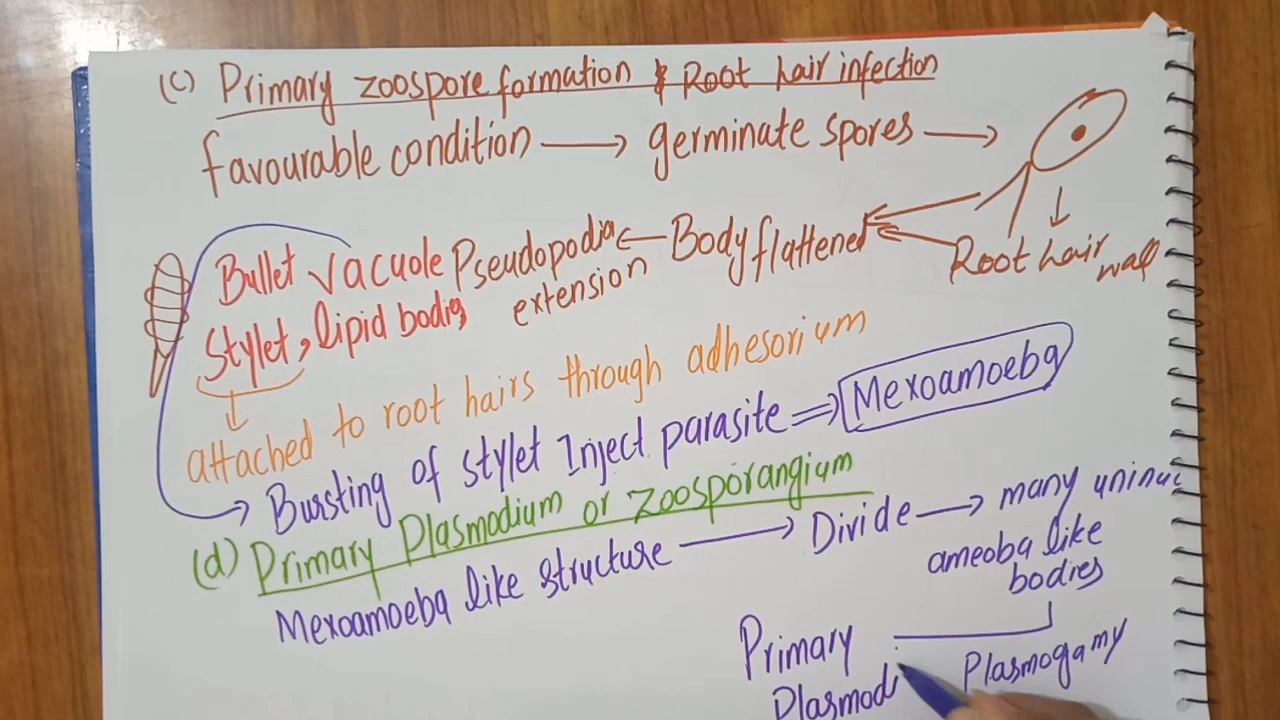 (c) Primary zoospore formation & Root hair infection
favourable condition → germinate spores →
Root hair wall
Bullet vacuole Pseudopodia ← Body flattened
extension
Stylet, lipid bodies
attached to root hairs through adhesorium
Bursting of stylet Inject parasite ⇒ Mexoamoeba
(d) Primary Plasmodium or Zoosporangium
Mexoamoeba like structure → Divide → many uninuc
ameoba like
bodies
Primary Plasmogamy
Plasmodi